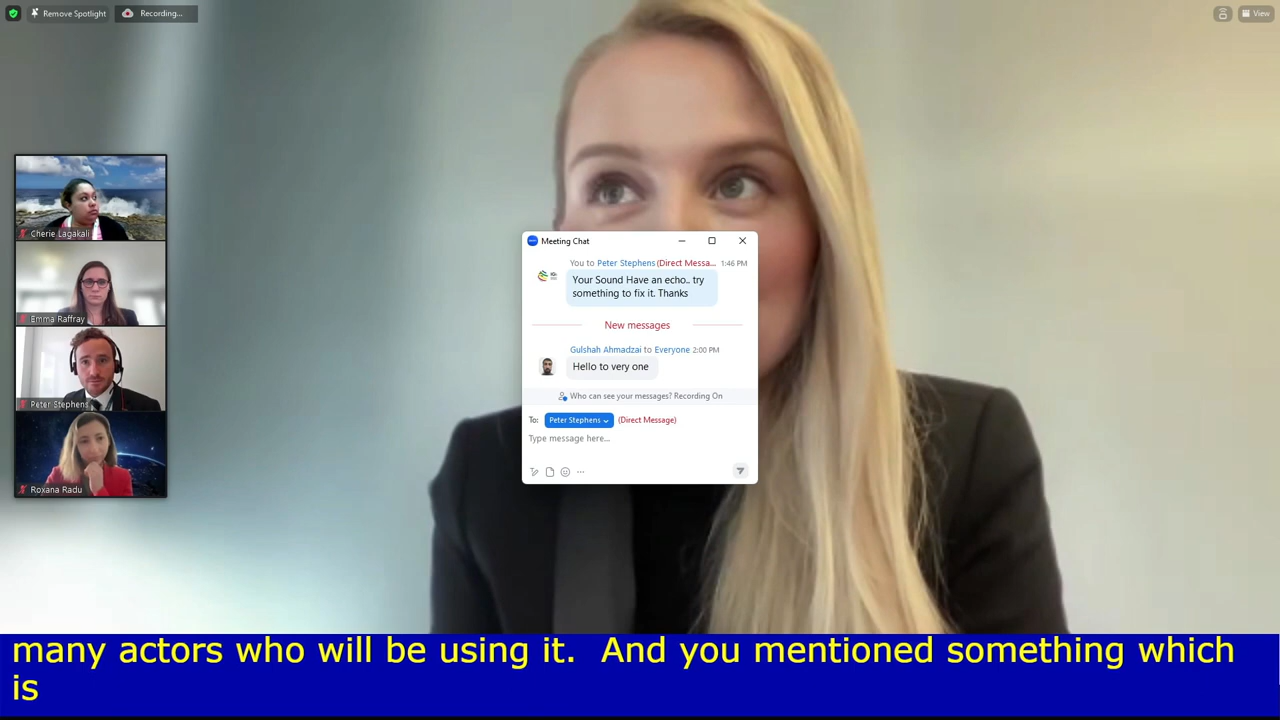 Remove Spotlight
Recording...
View
Cherie Lagakali
Emma Raffray
Peter Stephens
Roxana Radu
Meeting Chat
You to Peter Stephens (Direct Messa... 1:46 PM
Your Sound Have an echo.. try
something to fix it. Thanks
New messages
Gulshah Ahmadzai to Everyone 2:00 PM
Hello to very one
Who can see your messages? Recording On
To: Peter Stephens (Direct Message)
Type message here...
many actors who will be using it.  And you mentioned something which
is